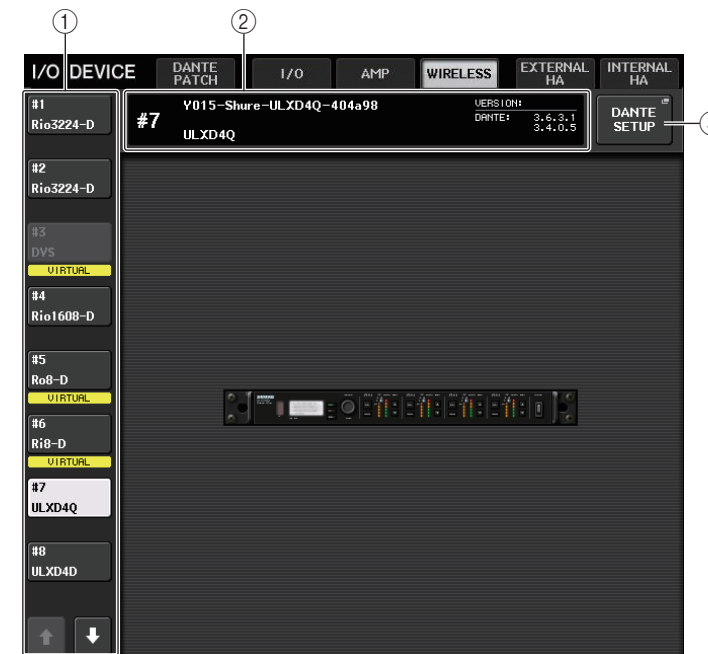 1
2
I/O DEVICE
DANTE PATCH
I/O
AMP
WIRELESS
EXTERNAL HA
INTERNAL HA
#1
Rio3224-D
#2
Rio3224-D
#3
DVS
VIRTUAL
#4
Rio1608-D
#5
Ro8-D
VIRTUAL
#6
Ri8-D
VIRTUAL
#7
ULXD4Q
#8
ULXD4D
#7
Y015-Shure-ULXD4Q-404a98
ULXD4Q
VERSION:
DANTE: 3.6.3.1
3.4.0.5
DANTE SETUP